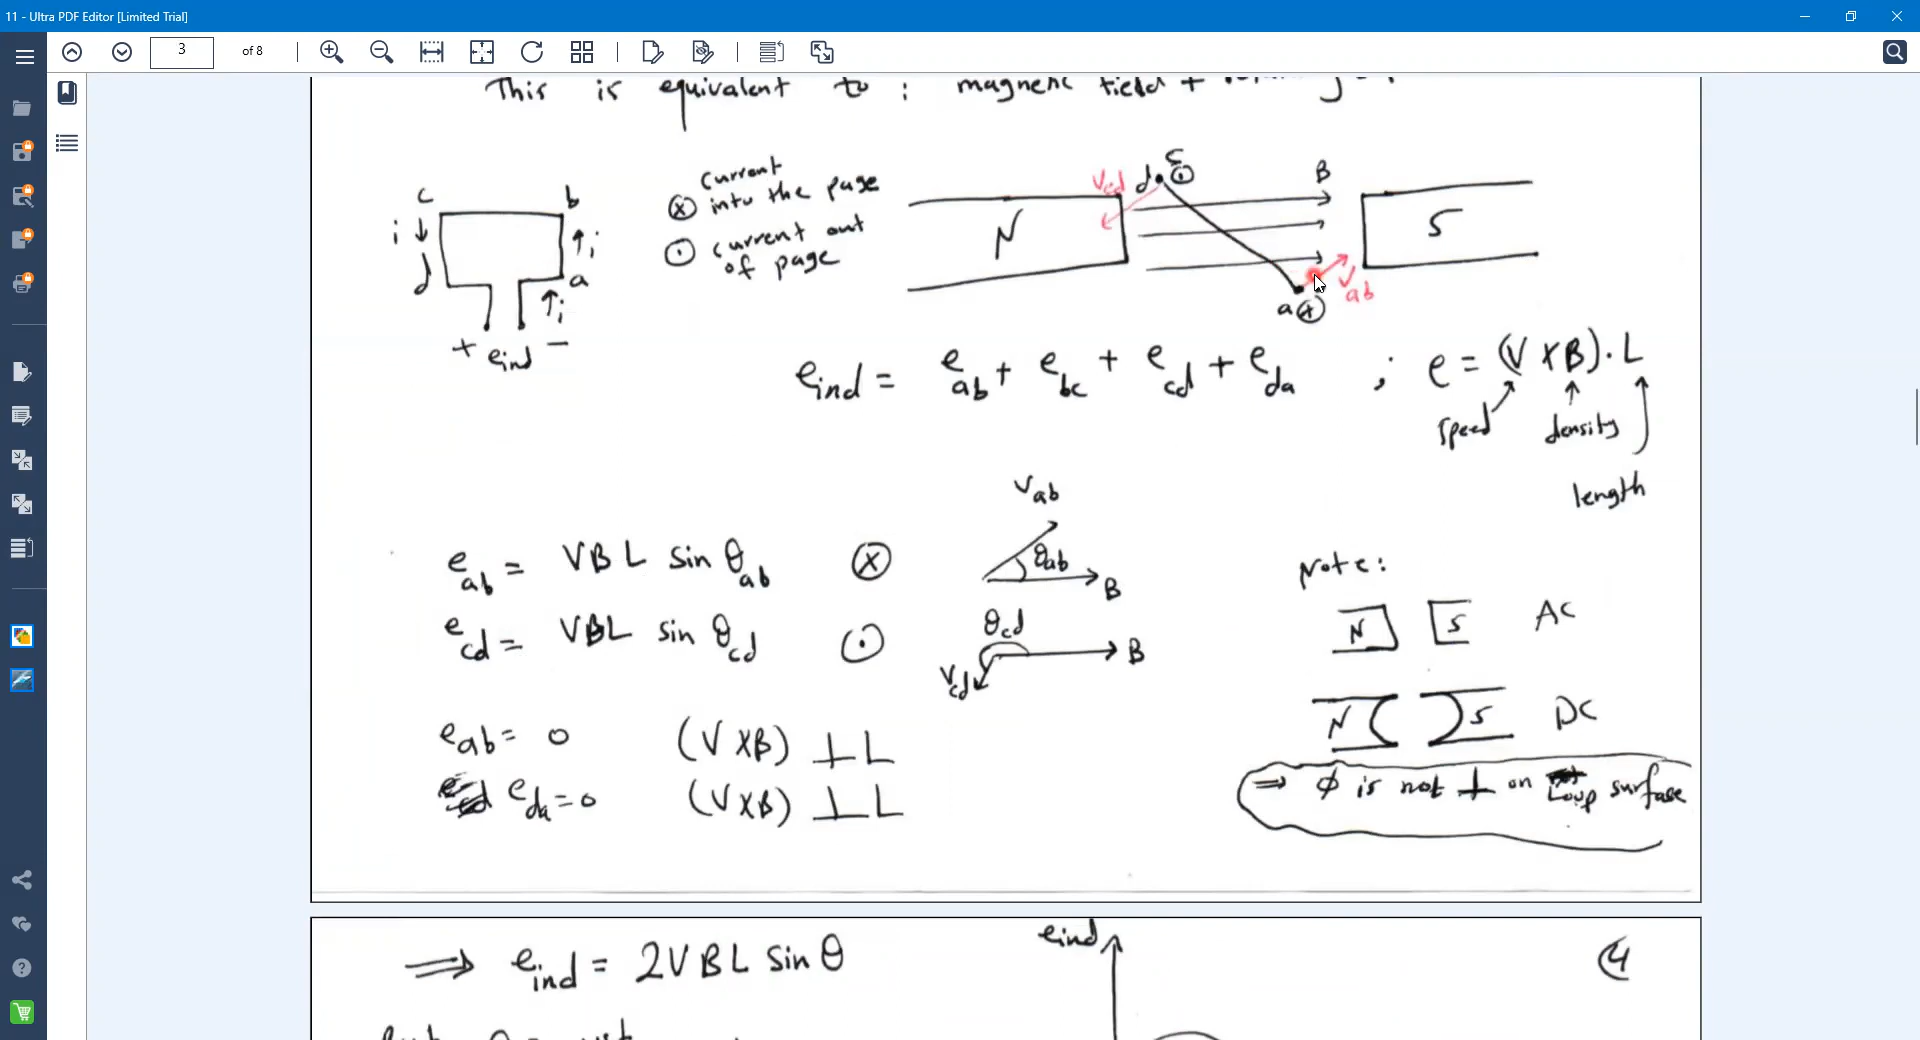 11 - Ultra PDF Editor [Limited Trial]
3 of 8
This is equivalent to : magnetic field +
c b
i i
d a
i
+ eind -
current
(x) into the page
(.) current out
of page
Vcd d c B
N S
a Vab
eind = eab + ebc + ecd + eda ; e = (V X B) . L
speed density
length
Vab
eab = VBL sin θab (x) θab B
ecd = VBL sin θcd (.) θcd B
Vcd
Note:
N S AC
N S DC
eab = 0 (V X B) ⊥ L
eda = 0 (V X B) ⊥ L
⇒ φ is not ⊥ on Loop surface
⇒ eind = 2VBL sin θ
eind
4